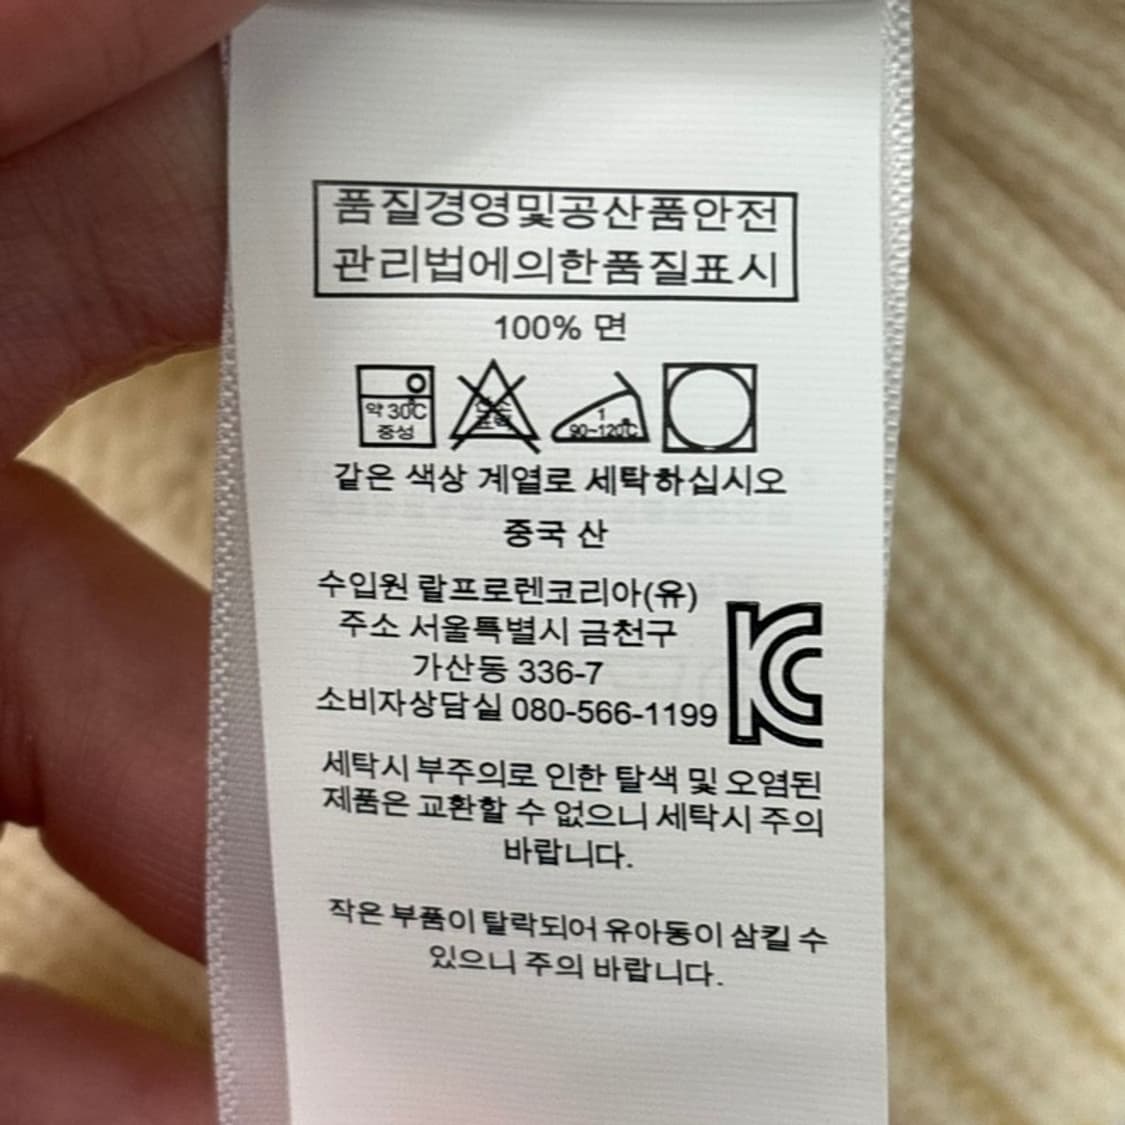 품질경영및공산품안전
관리법에의한품질표시
100% 면
약 30℃
중성
1
90~120℃
같은 색상 계열로 세탁하십시오
중국 산
수입원 랄프로렌코리아(유)
주소 서울특별시 금천구
가산동 336-7
소비자상담실 080-566-1199
KC
세탁시 부주의로 인한 탈색 및 오염된
제품은 교환할 수 없으니 세탁시 주의
바랍니다.
작은 부품이 탈락되어 유아동이 삼킬 수
있으니 주의 바랍니다.